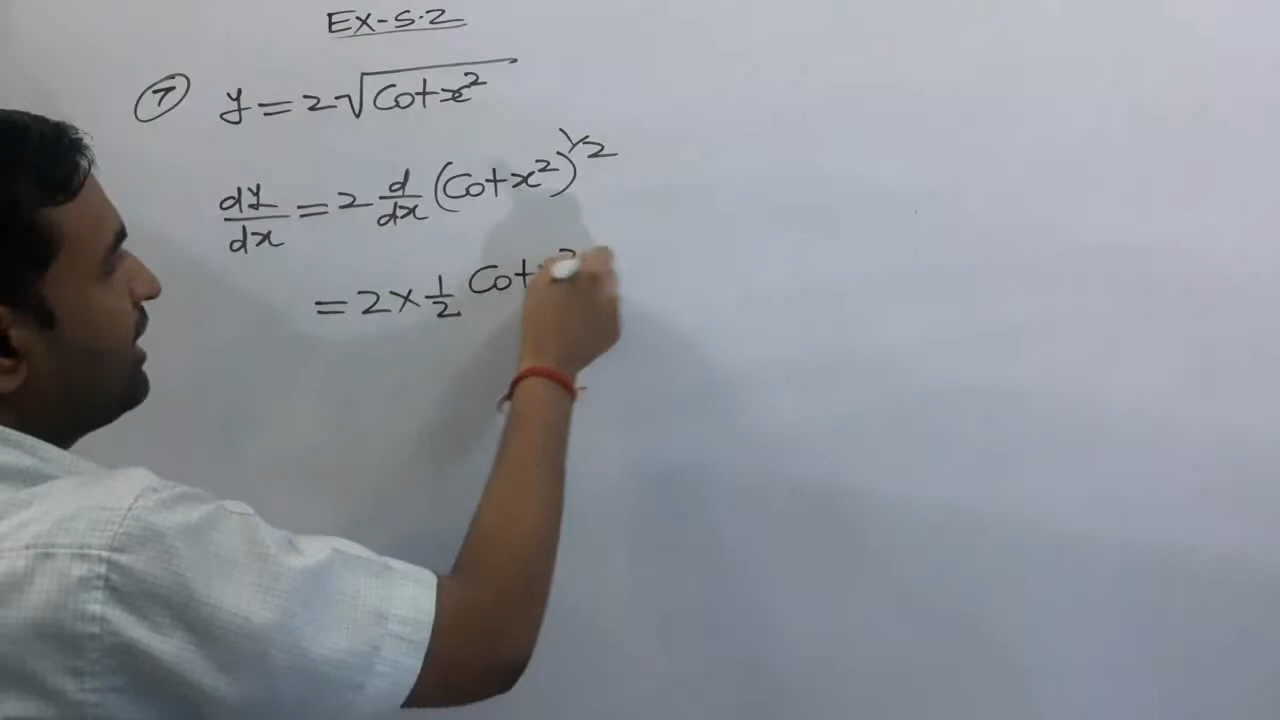 Ex-5.2
7 y = 2√cot x²
dy/dx = 2 d/dx (cot x²)^1/2
= 2 × 1/2 Cot